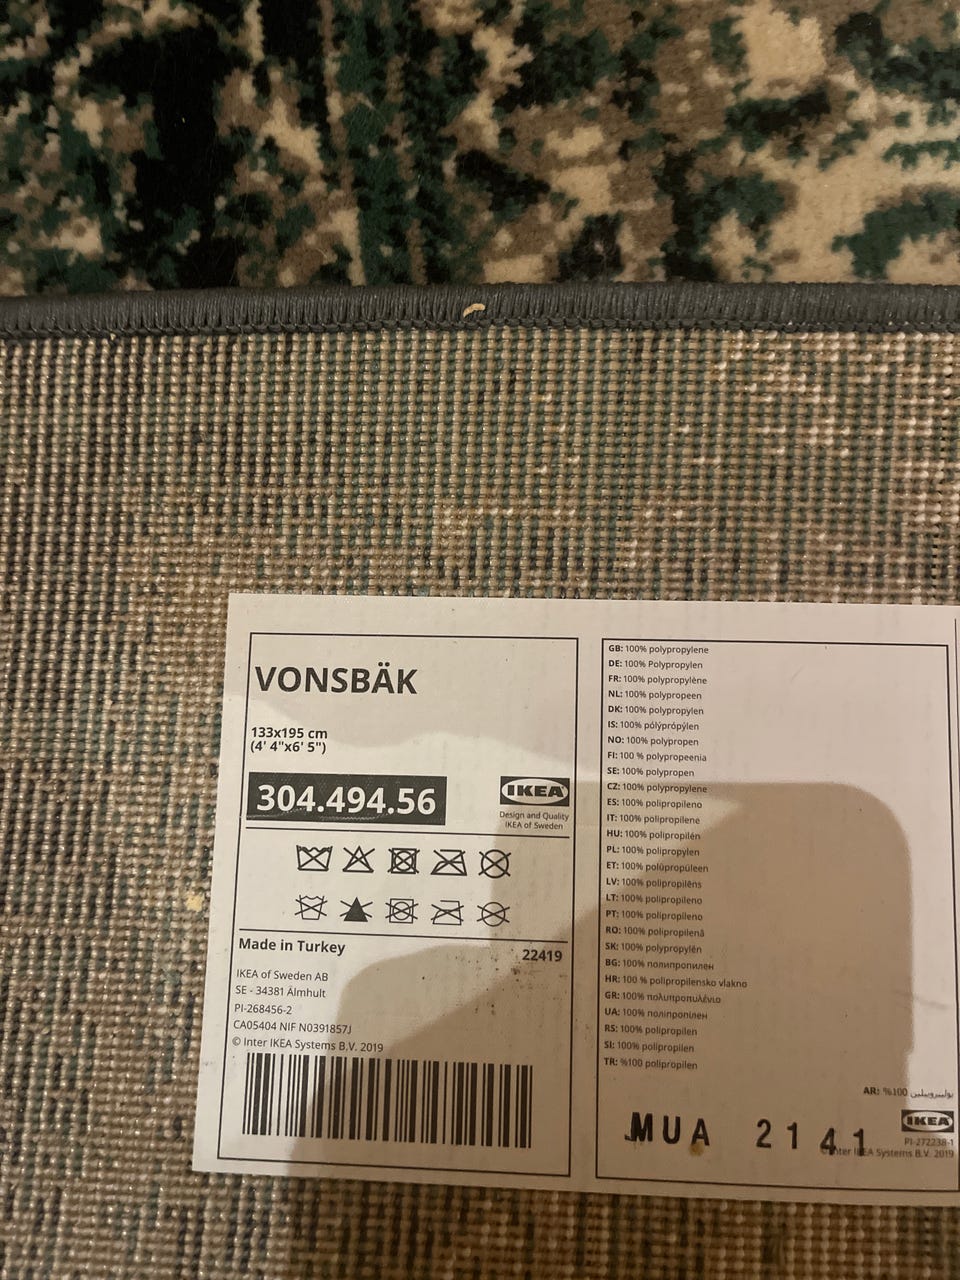 VONSBÄK
133x195 cm
(4' 4"x6' 5")
304.494.56
IKEA
Design and Quality
IKEA of Sweden
Made in Turkey
22419
IKEA of Sweden AB
SE - 34381 Älmhult
PI-268456-2
CA05404 NIF N0391857J
© Inter IKEA Systems B.V. 2019
GB: 100% polypropylene
DE: 100% Polypropylen
FR: 100% polypropylène
NL: 100% polypropeen
DK: 100% polypropylen
IS: 100% pólýprópýlen
NO: 100% polypropen
FI: 100 % polypropeenia
SE: 100% polypropen
CZ: 100% polypropylene
ES: 100% polipropileno
IT: 100% polipropilene
HU: 100% polipropilén
PL: 100% polipropylen
ET: 100% polüpropüleen
LV: 100% polipropilēns
LT: 100% polipropileno
PT: 100% polipropileno
RO: 100% polipropilenă
SK: 100% polypropylén
BG: 100% полипропилен
HR: 100 % polipropilensko vlakno
GR: 100% πολυπροπυλένιο
UA: 100% поліпропілен
RS: 100% polipropilen
SI: 100% polipropilen
TR: %100 polipropilen
AR: %100 بوليبروبيلين
IKEA
PI-272238-1
© Inter IKEA Systems B.V. 2019
MUA 2141